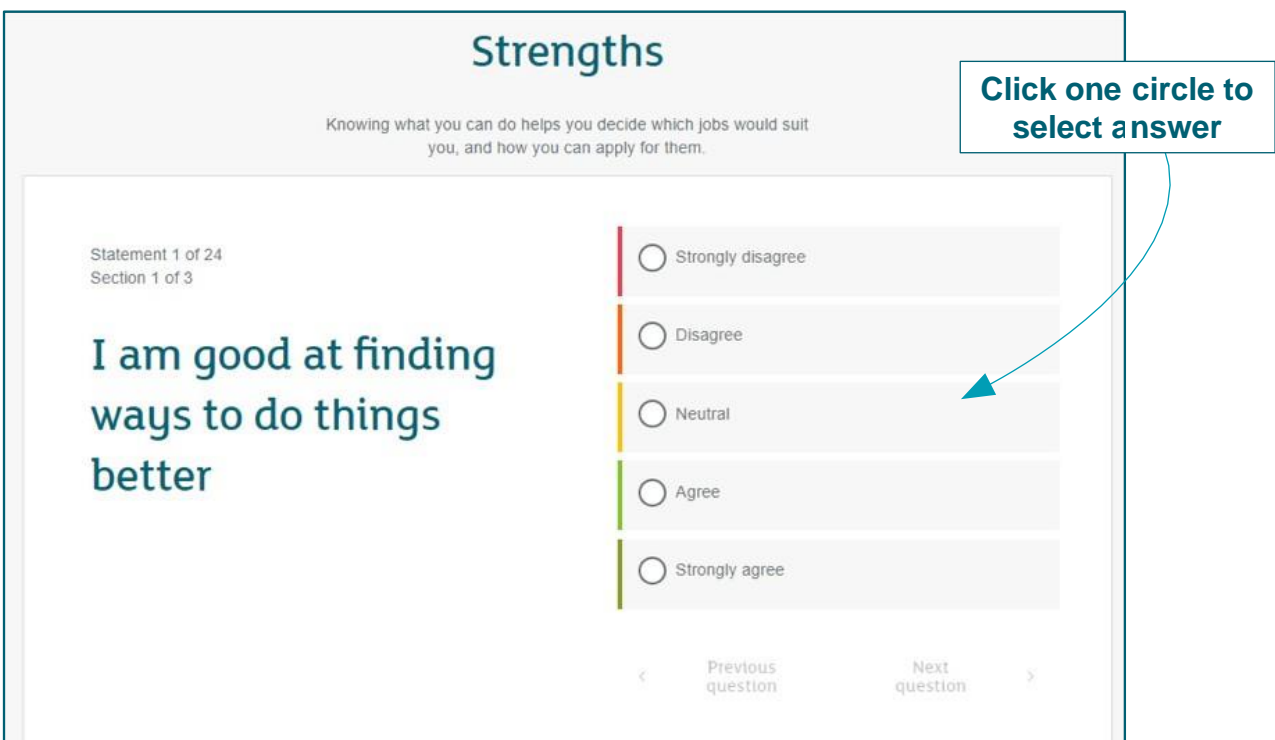 Strengths
Click one circle to
select answer
Knowing what you can do helps you decide which jobs would suit
you, and how you can apply for them.
Statement 1 of 24
Section 1 of 3
I am good at finding
ways to do things
better
Strongly disagree
Disagree
Neutral
Agree
Strongly agree
Previous
question
Next
question